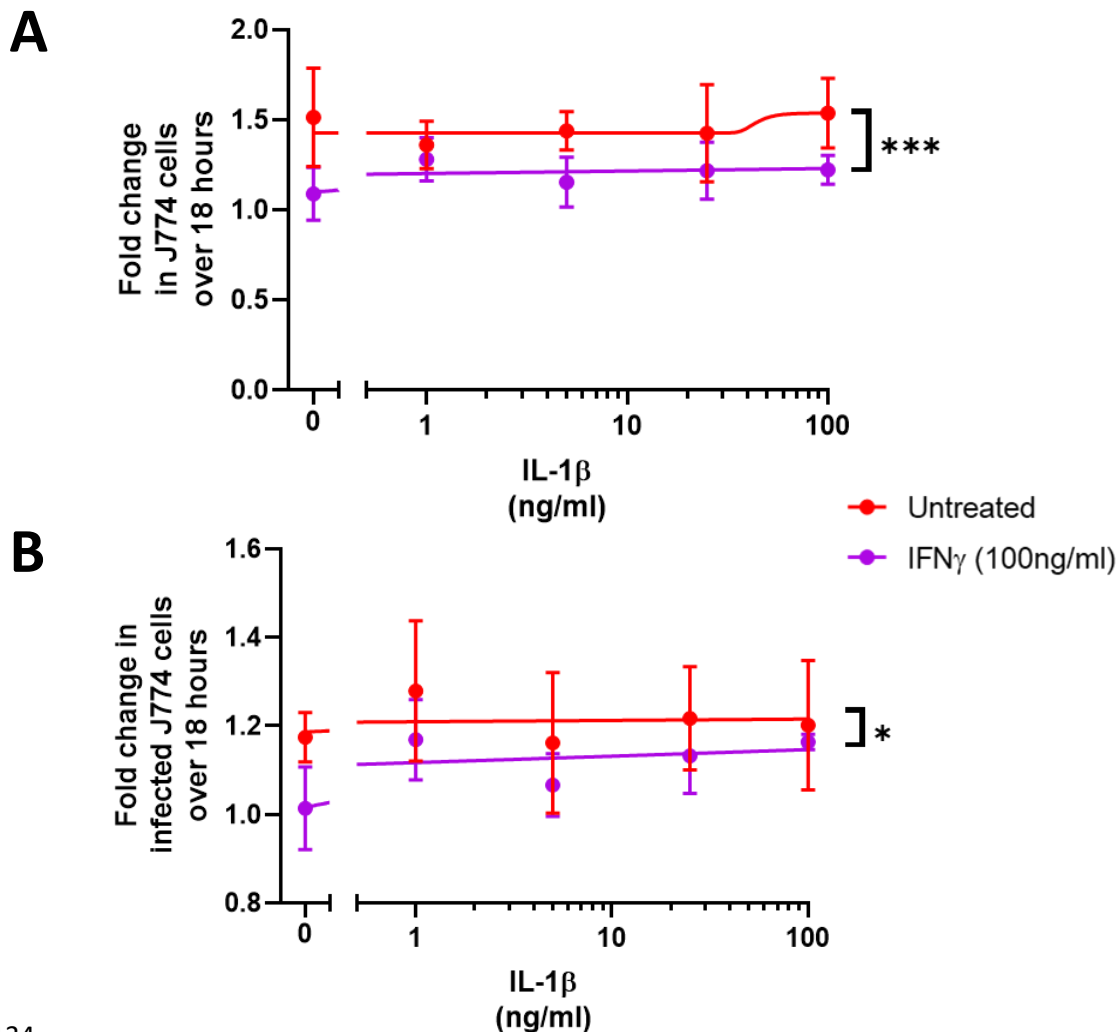 A
2.0
1.5
1.0
0.5
0.0
Fold change
in J774 cells
over 18 hours
***
0
1
10
100
IL-1β
(ng/ml)
Untreated
IFNγ (100ng/ml)
B
1.6
1.4
1.2
1.0
0.8
Fold change in
infected J774 cells
over 18 hours
*
0
1
10
100
IL-1β
(ng/ml)